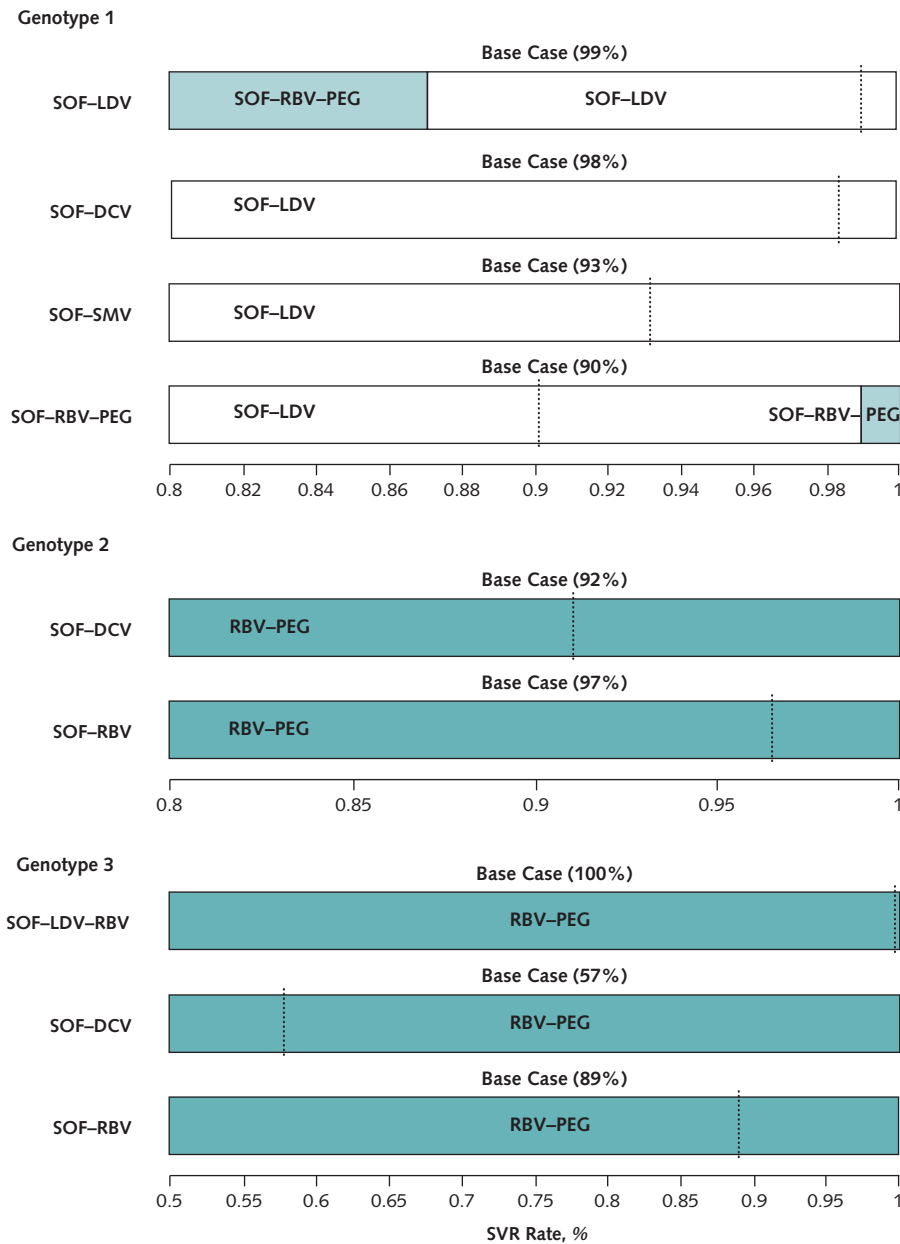 Genotype 1
Base Case (99%)
SOF–LDV
SOF–RBV–PEG
SOF–LDV
Base Case (98%)
SOF–DCV
SOF–LDV
Base Case (93%)
SOF–SMV
SOF–LDV
Base Case (90%)
SOF–RBV–PEG
SOF–LDV
SOF–RBV–PEG
0.8 0.82 0.84 0.86 0.88 0.9 0.92 0.94 0.96 0.98 1
Genotype 2
Base Case (92%)
SOF–DCV
RBV–PEG
Base Case (97%)
SOF–RBV
RBV–PEG
0.8 0.85 0.9 0.95 1
Genotype 3
Base Case (100%)
SOF–LDV–RBV
RBV–PEG
Base Case (57%)
SOF–DCV
RBV–PEG
Base Case (89%)
SOF–RBV
RBV–PEG
0.5 0.55 0.6 0.65 0.7 0.75 0.8 0.85 0.9 0.95 1
SVR Rate, %